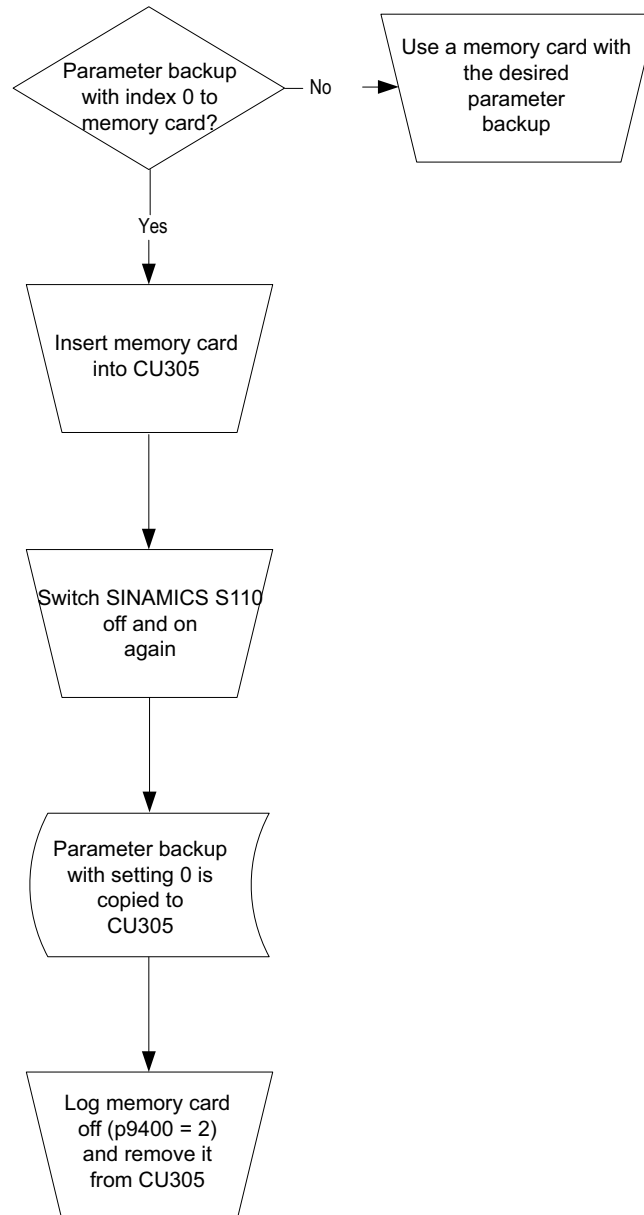 Parameter backup
with index 0 to
memory card?
No
Use a memory card with
the desired
parameter
backup
Yes
Insert memory card
into CU305
Switch SINAMICS S110
off and on
again
Parameter backup
with setting 0 is
copied to
CU305
Log memory card
off (p9400 = 2)
and remove it
from CU305